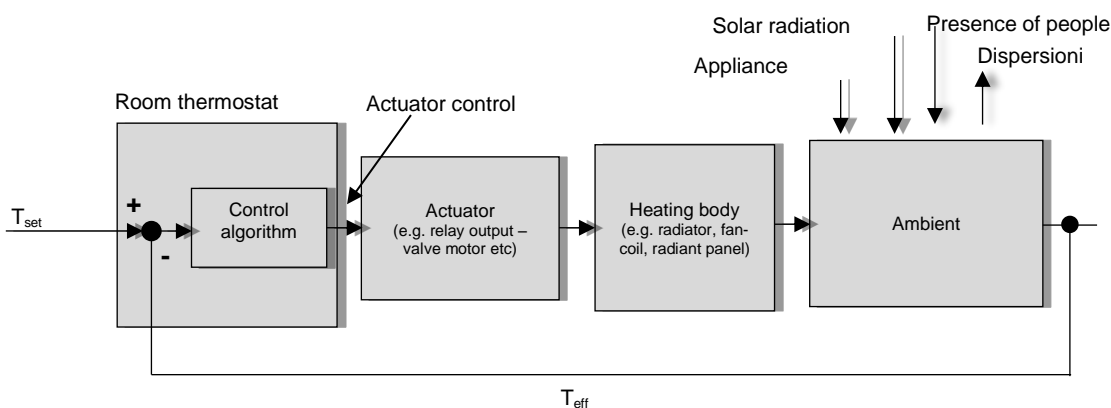 Solar radiation
Presence of people
Appliance
Dispersioni
Room thermostat
Actuator control
T_set
+
-
Control
algorithm
Actuator
(e.g. relay output –
valve motor etc)
Heating body
(e.g. radiator, fan-
coil, radiant panel)
Ambient
T_eff